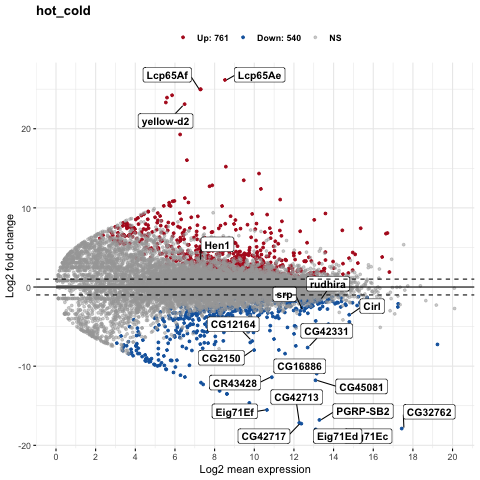 hot_cold
Up: 761 Down: 540 NS
Lcp65Af Lcp65Ae
yellow-d2
Hen1
rudhira
srp
Cirl
CG12164
CG42331
CG2150
CG16886
CR43428
CG45081
CG42713
Eig71Ef
PGRP-SB2
CG32762
CG42717
Eig71Ed
71Ec
20
10
1
0
-1
-10
-20
Log2 fold change
0 2 4 6 8 10 12 14 16 18 20
Log2 mean expression